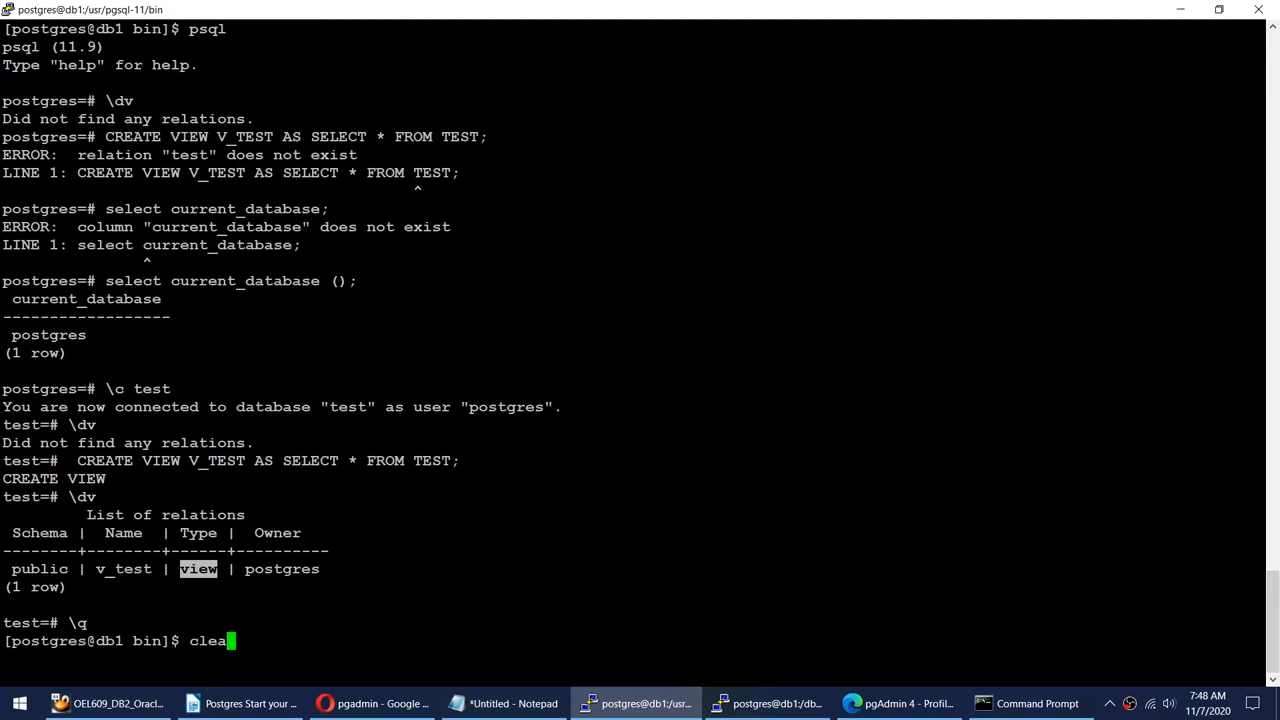 postgres@db1:/usr/pgsql-11/bin
[postgres@db1 bin]$ psql
psql (11.9)
Type "help" for help.
postgres=# \dv
Did not find any relations.
postgres=# CREATE VIEW V_TEST AS SELECT * FROM TEST;
ERROR:  relation "test" does not exist
LINE 1: CREATE VIEW V_TEST AS SELECT * FROM TEST;
^
postgres=# select current_database;
ERROR:  column "current_database" does not exist
LINE 1: select current_database;
^
postgres=# select current_database ();
current_database
------------------
postgres
(1 row)
postgres=# \c test
You are now connected to database "test" as user "postgres".
test=# \dv
Did not find any relations.
test=#  CREATE VIEW V_TEST AS SELECT * FROM TEST;
CREATE VIEW
test=# \dv
List of relations
Schema |  Name  | Type |  Owner
--------+--------+------+----------
public | v_test | view | postgres
(1 row)
test=# \q
[postgres@db1 bin]$ clea
OEL609_DB2_Oracl... Postgres Start your ... pgadmin - Google ... *Untitled - Notepad postgres@db1:/usr... postgres@db1:/db... pgAdmin 4 - Profil... Command Prompt 7:48 AM
11/7/2020